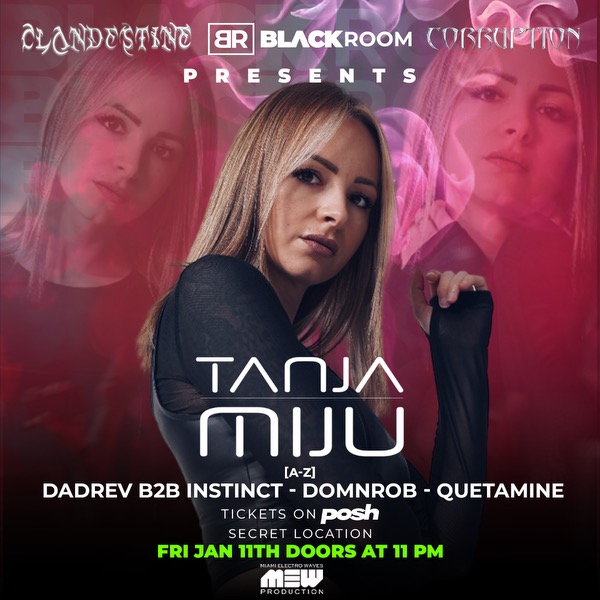 CLANDESTINE BR BLACKROOM CORRUPTION
PRESENTS
TANJA
MIJU
[A-Z]
DADREV B2B INSTINCT - DOMNROB - QUETAMINE
TICKETS ON posh
SECRET LOCATION
FRI JAN 11TH DOORS AT 11 PM
MIAMI ELECTRO WAVES
MEW
PRODUCTION